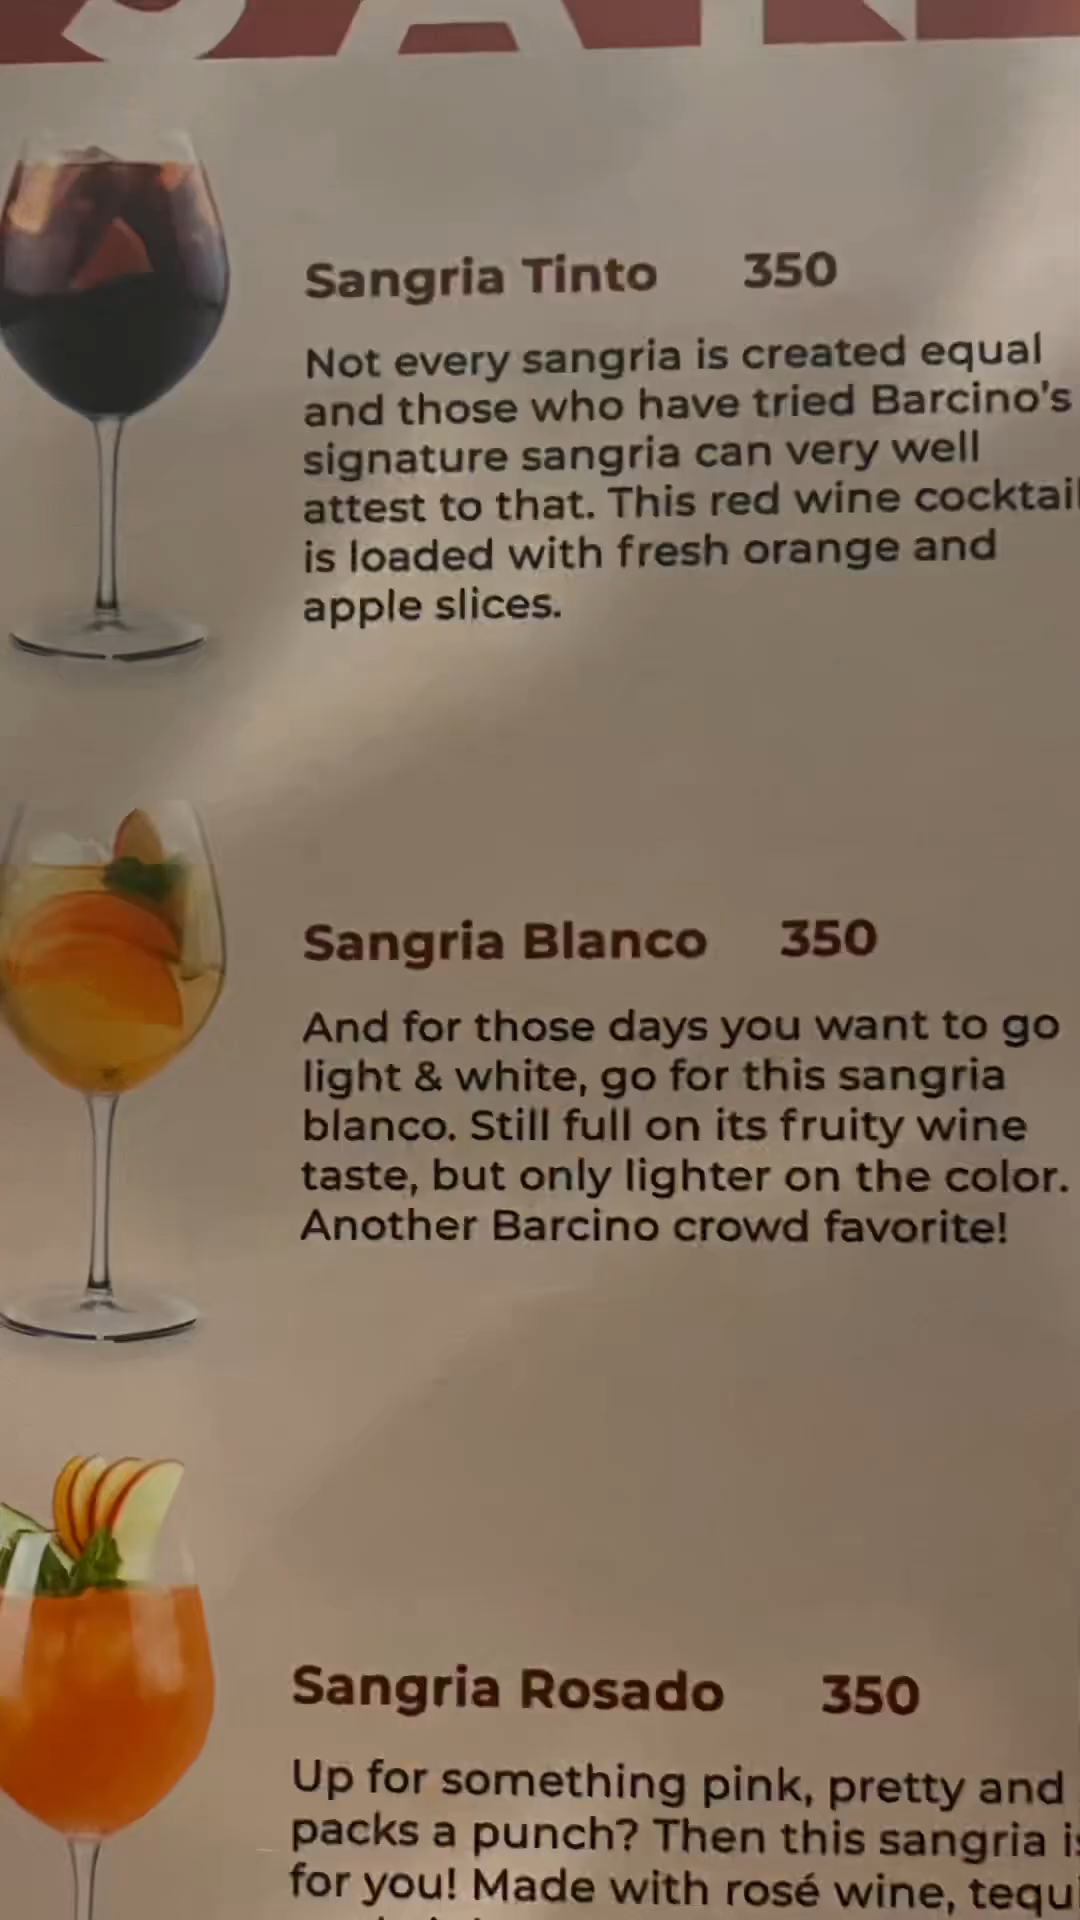 Sangria Tinto 350
Not every sangria is created equal
and those who have tried Barcino's
signature sangria can very well
attest to that. This red wine cocktail
is loaded with fresh orange and
apple slices.
Sangria Blanco 350
And for those days you want to go
light & white, go for this sangria
blanco. Still full on its fruity wine
taste, but only lighter on the color.
Another Barcino crowd favorite!
Sangria Rosado 350
Up for something pink, pretty and
packs a punch? Then this sangria is
for you! Made with rosé wine,